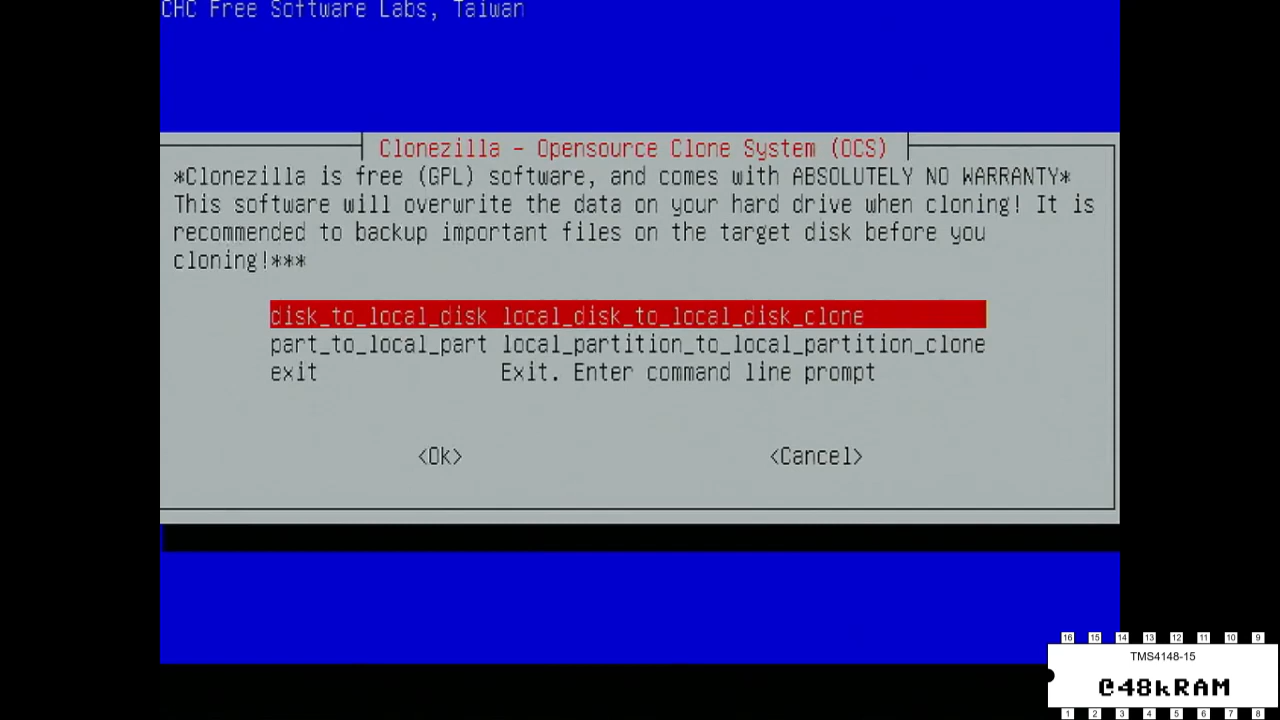 CHC Free Software Labs, Taiwan
Clonezilla - Opensource Clone System (OCS)
*Clonezilla is free (GPL) software, and comes with ABSOLUTELY NO WARRANTY*
This software will overwrite the data on your hard drive when cloning! It is
recommended to backup important files on the target disk before you
cloning!***
disk_to_local_disk local_disk_to_local_disk_clone
part_to_local_part local_partition_to_local_partition_clone
exit Exit. Enter command line prompt
<Ok> <Cancel>
16 15 14 13 12 11 10 9
TMS4148-15
@48kRAM
1 2 3 4 5 6 7 8